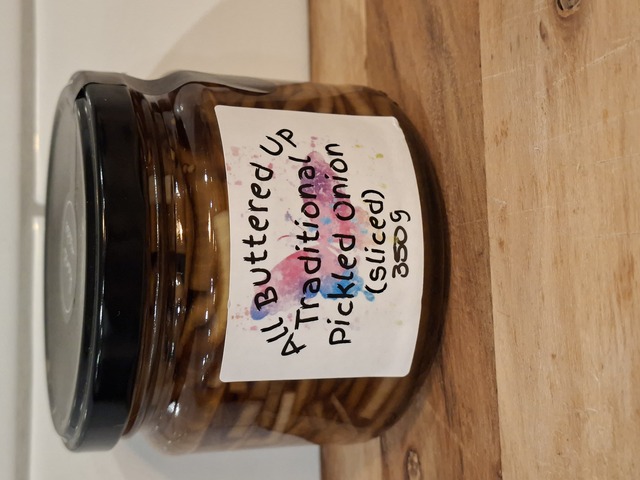 All Buttered Up
Traditional
Pickled Onion
(sliced)
350g